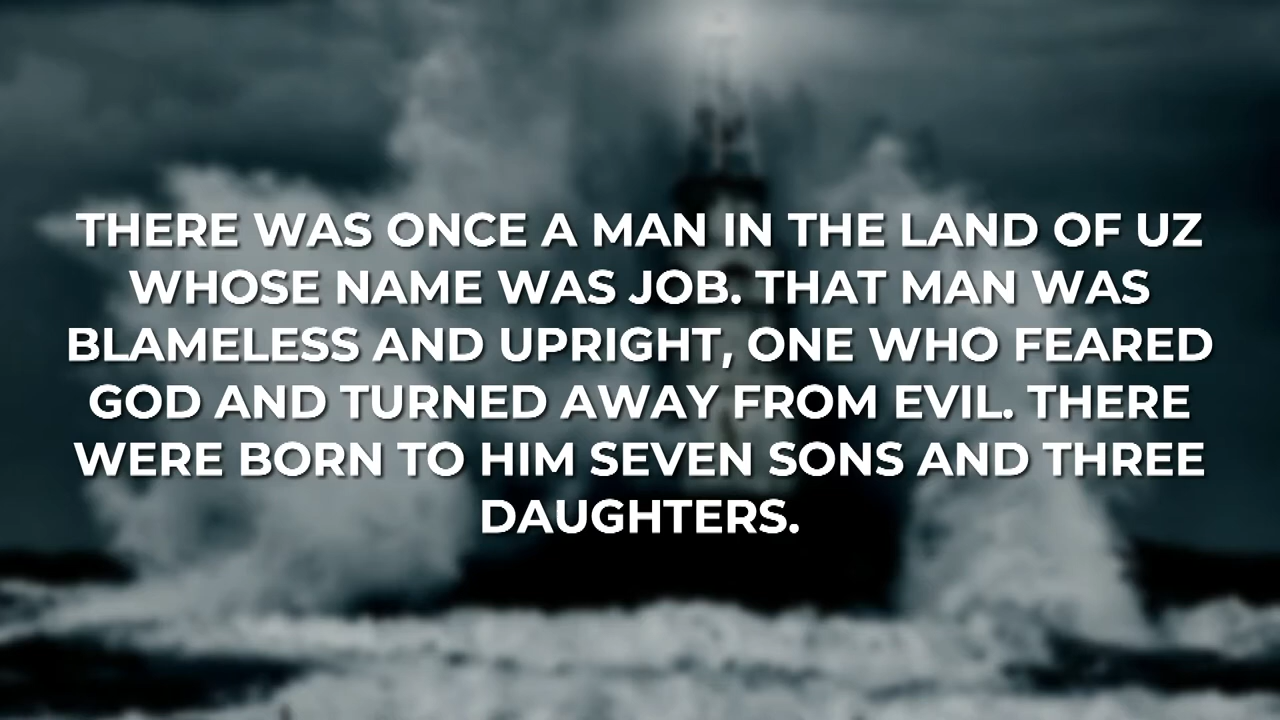 THERE WAS ONCE A MAN IN THE LAND OF UZ
WHOSE NAME WAS JOB. THAT MAN WAS
BLAMELESS AND UPRIGHT, ONE WHO FEARED
GOD AND TURNED AWAY FROM EVIL. THERE
WERE BORN TO HIM SEVEN SONS AND THREE
DAUGHTERS.